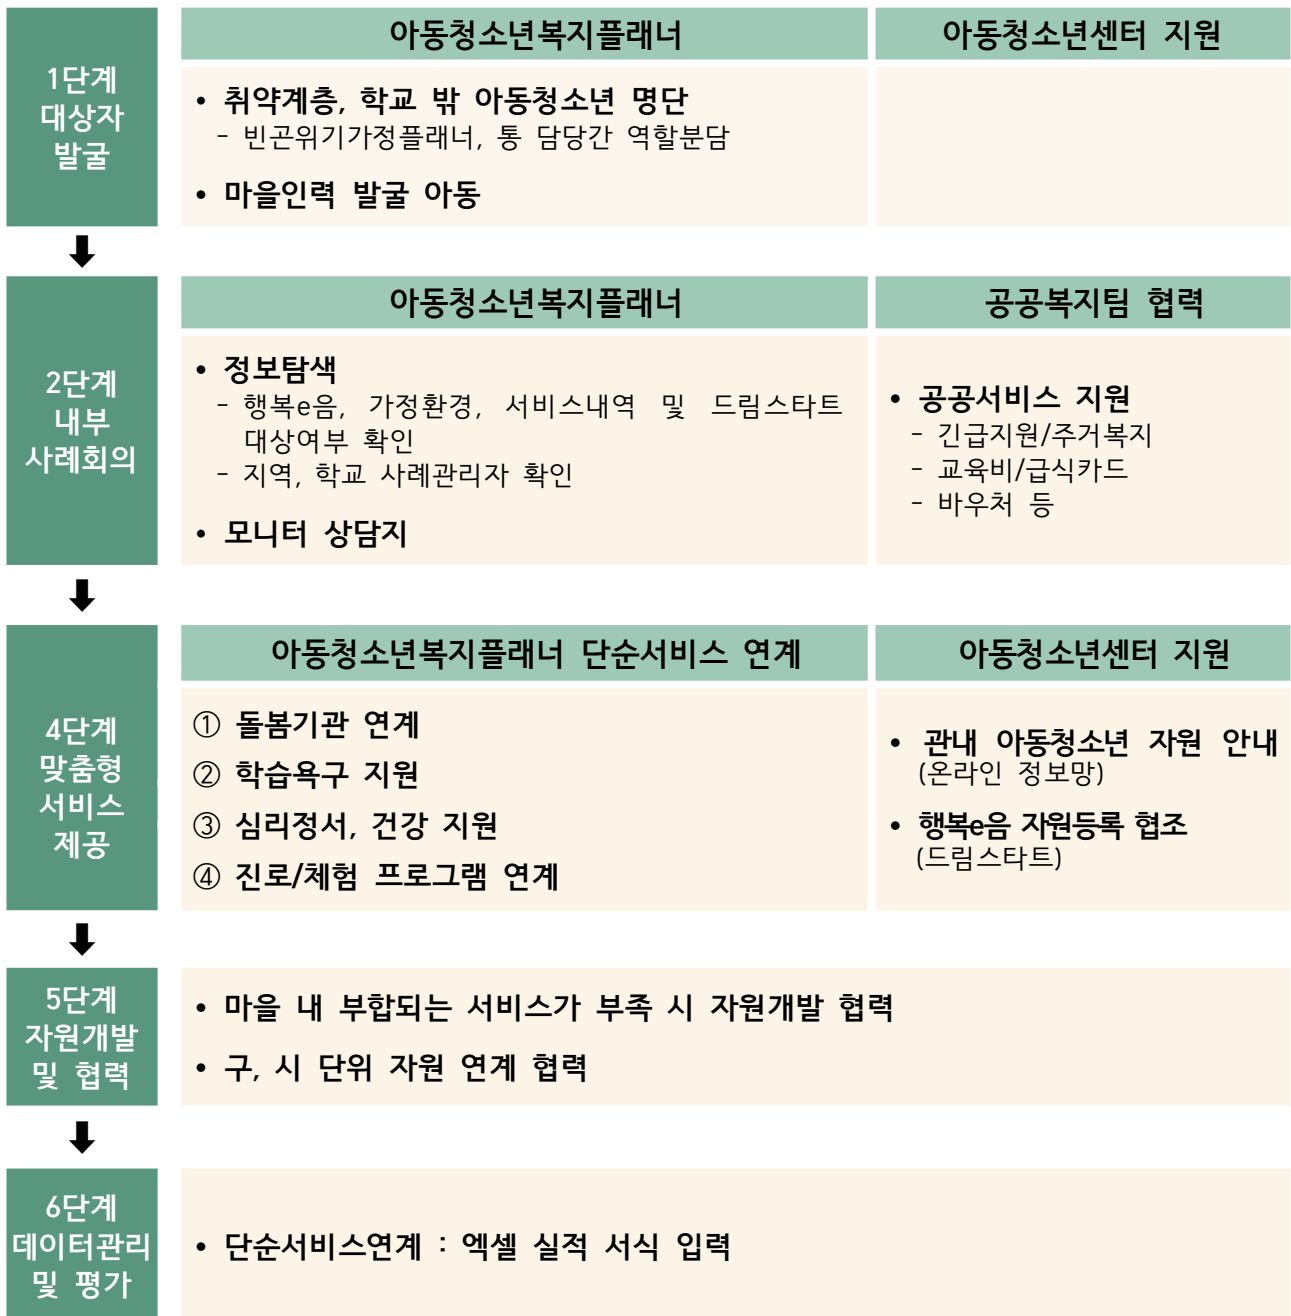 1단계
대상자
발굴
아동청소년복지플래너
아동청소년센터 지원
• 취약계층, 학교 밖 아동청소년 명단
- 빈곤위기가정플래너, 통 담당간 역할분담
• 마을인력 발굴 아동
2단계
내부
사례회의
아동청소년복지플래너
공공복지팀 협력
• 정보탐색
- 행복e음, 가정환경, 서비스내역 및 드림스타트
대상여부 확인
- 지역, 학교 사례관리자 확인
• 모니터 상담지
• 공공서비스 지원
- 긴급지원/주거복지
- 교육비/급식카드
- 바우처 등
4단계
맞춤형
서비스
제공
아동청소년복지플래너 단순서비스 연계
아동청소년센터 지원
① 돌봄기관 연계
② 학습욕구 지원
③ 심리정서, 건강 지원
④ 진로/체험 프로그램 연계
• 관내 아동청소년 자원 안내
(온라인 정보망)
• 행복e음 자원등록 협조
(드림스타트)
5단계
자원개발
및 협력
• 마을 내 부합되는 서비스가 부족 시 자원개발 협력
• 구, 시 단위 자원 연계 협력
6단계
데이터관리
및 평가
• 단순서비스연계 : 엑셀 실적 서식 입력